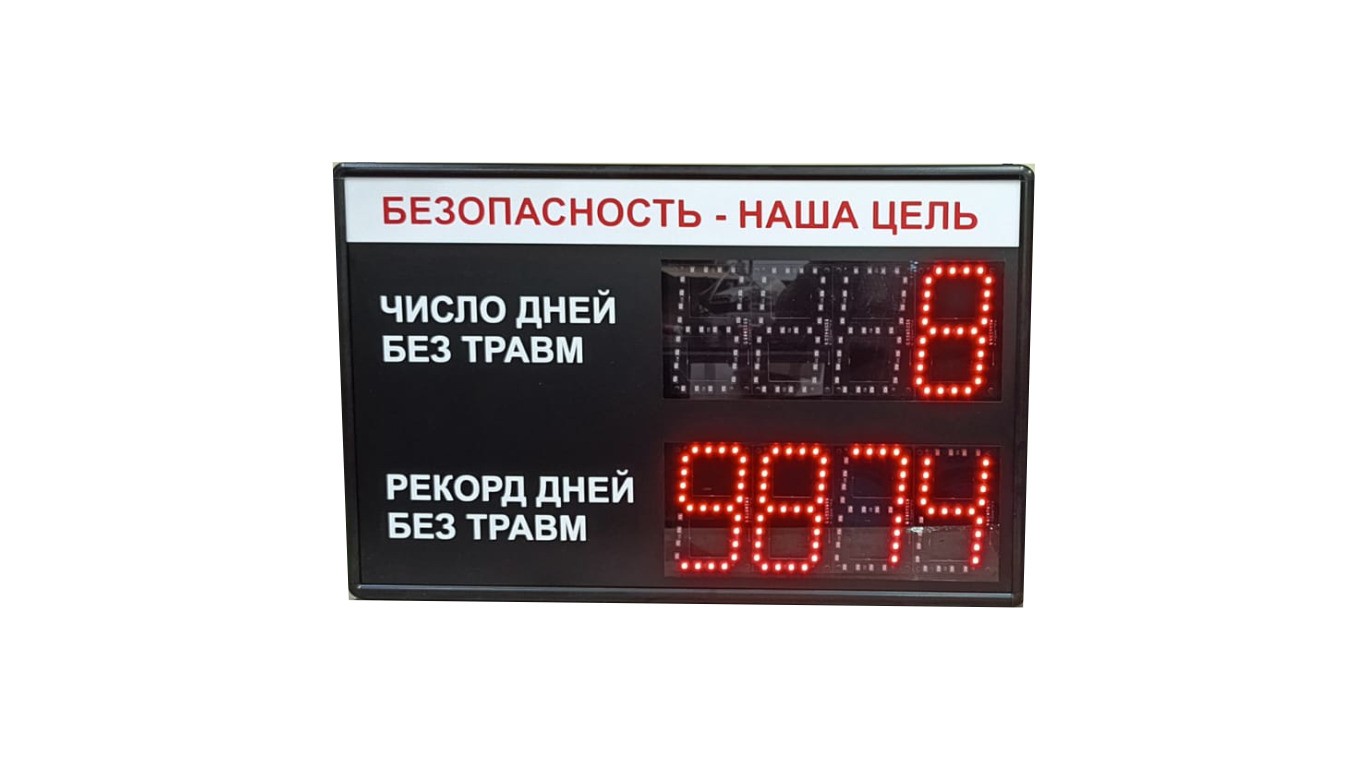 БЕЗОПАСНОСТЬ - НАША ЦЕЛЬ
ЧИСЛО ДНЕЙ
БЕЗ ТРАВМ
8
РЕКОРД ДНЕЙ
БЕЗ ТРАВМ
9874